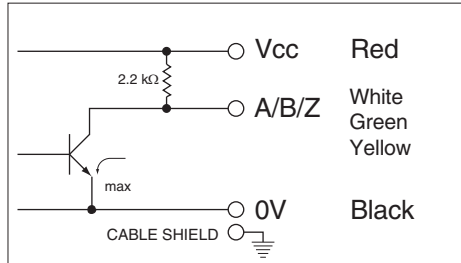 Vcc Red
2.2 kΩ
A/B/Z White
Green
Yellow
max
0V Black
CABLE SHIELD